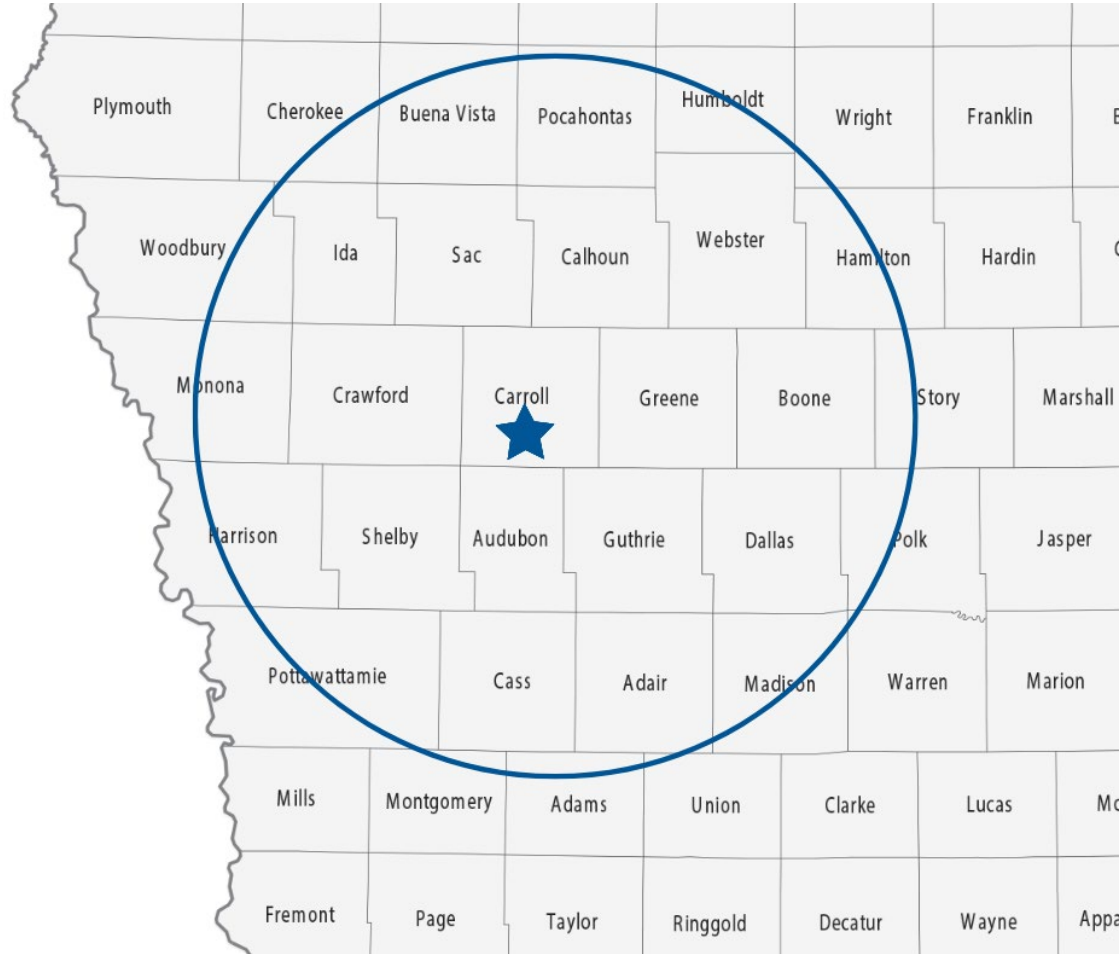 Plymouth
Cherokee
Buena Vista
Pocahontas
Humboldt
Wright
Franklin
Woodbury
Ida
Sac
Calhoun
Webster
Hamilton
Hardin
Monona
Crawford
Carroll
Greene
Boone
Story
Marshall
Harrison
Shelby
Audubon
Guthrie
Dallas
Polk
Jasper
Pottawattamie
Cass
Adair
Madison
Warren
Marion
Mills
Montgomery
Adams
Union
Clarke
Lucas
Mo
Fremont
Page
Taylor
Ringgold
Decatur
Wayne
Appa